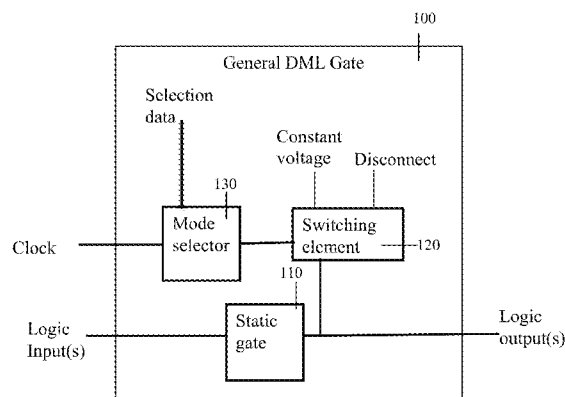 100
General DML Gate
Selection
data
Constant
voltage
Disconnect
130
Mode
selector
Switching
element
120
Clock
110
Static
gate
Logic
Input(s)
Logic
output(s)